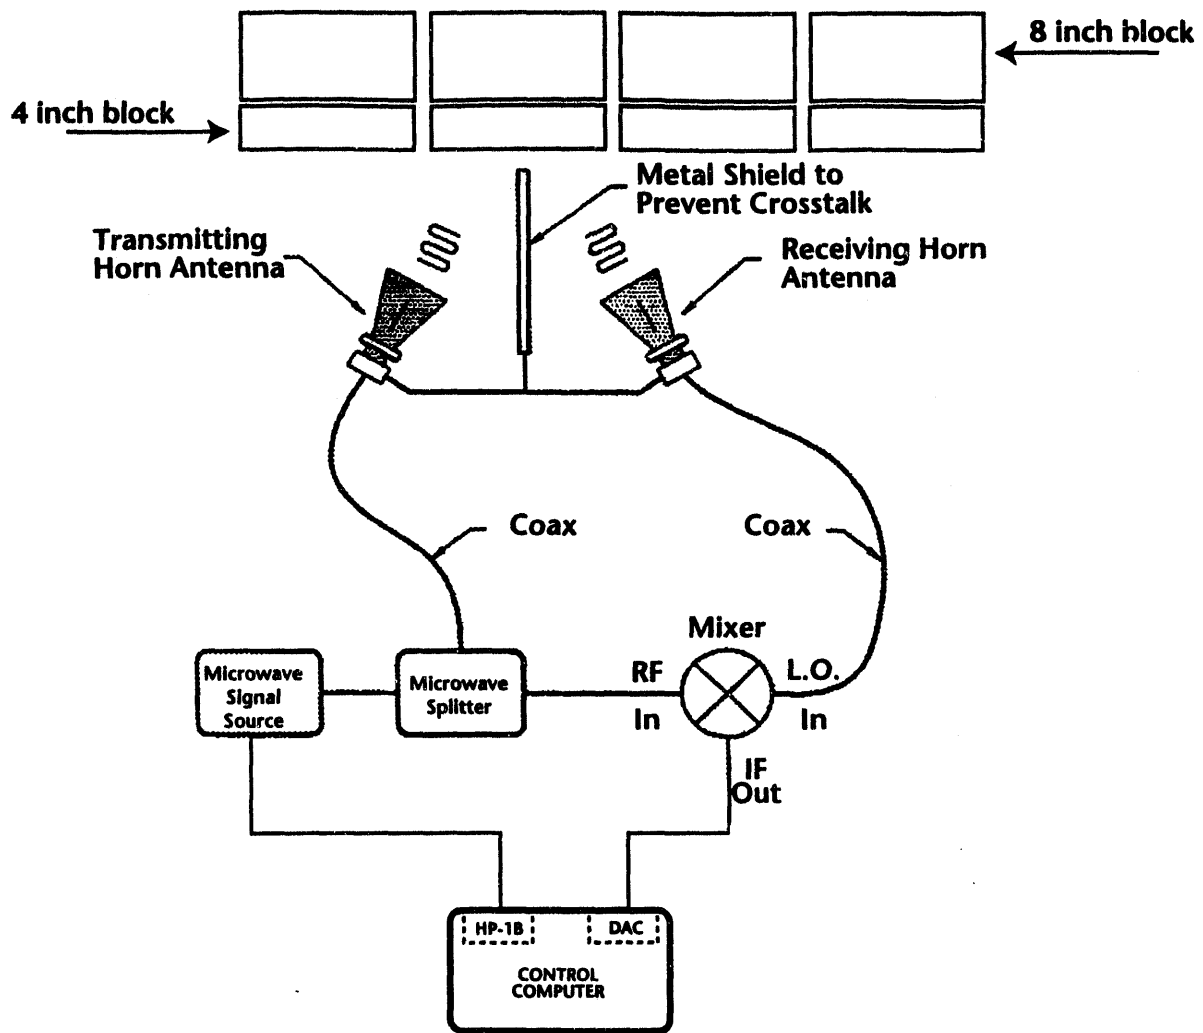 8 inch block
4 inch block
Metal Shield to
Prevent Crosstalk
Transmitting
Horn Antenna
Receiving Horn
Antenna
Coax
Coax
Mixer
Microwave
Signal
Source
Microwave
Splitter
RF
In
L.O.
In
IF
Out
HP-1B
DAC
CONTROL
COMPUTER